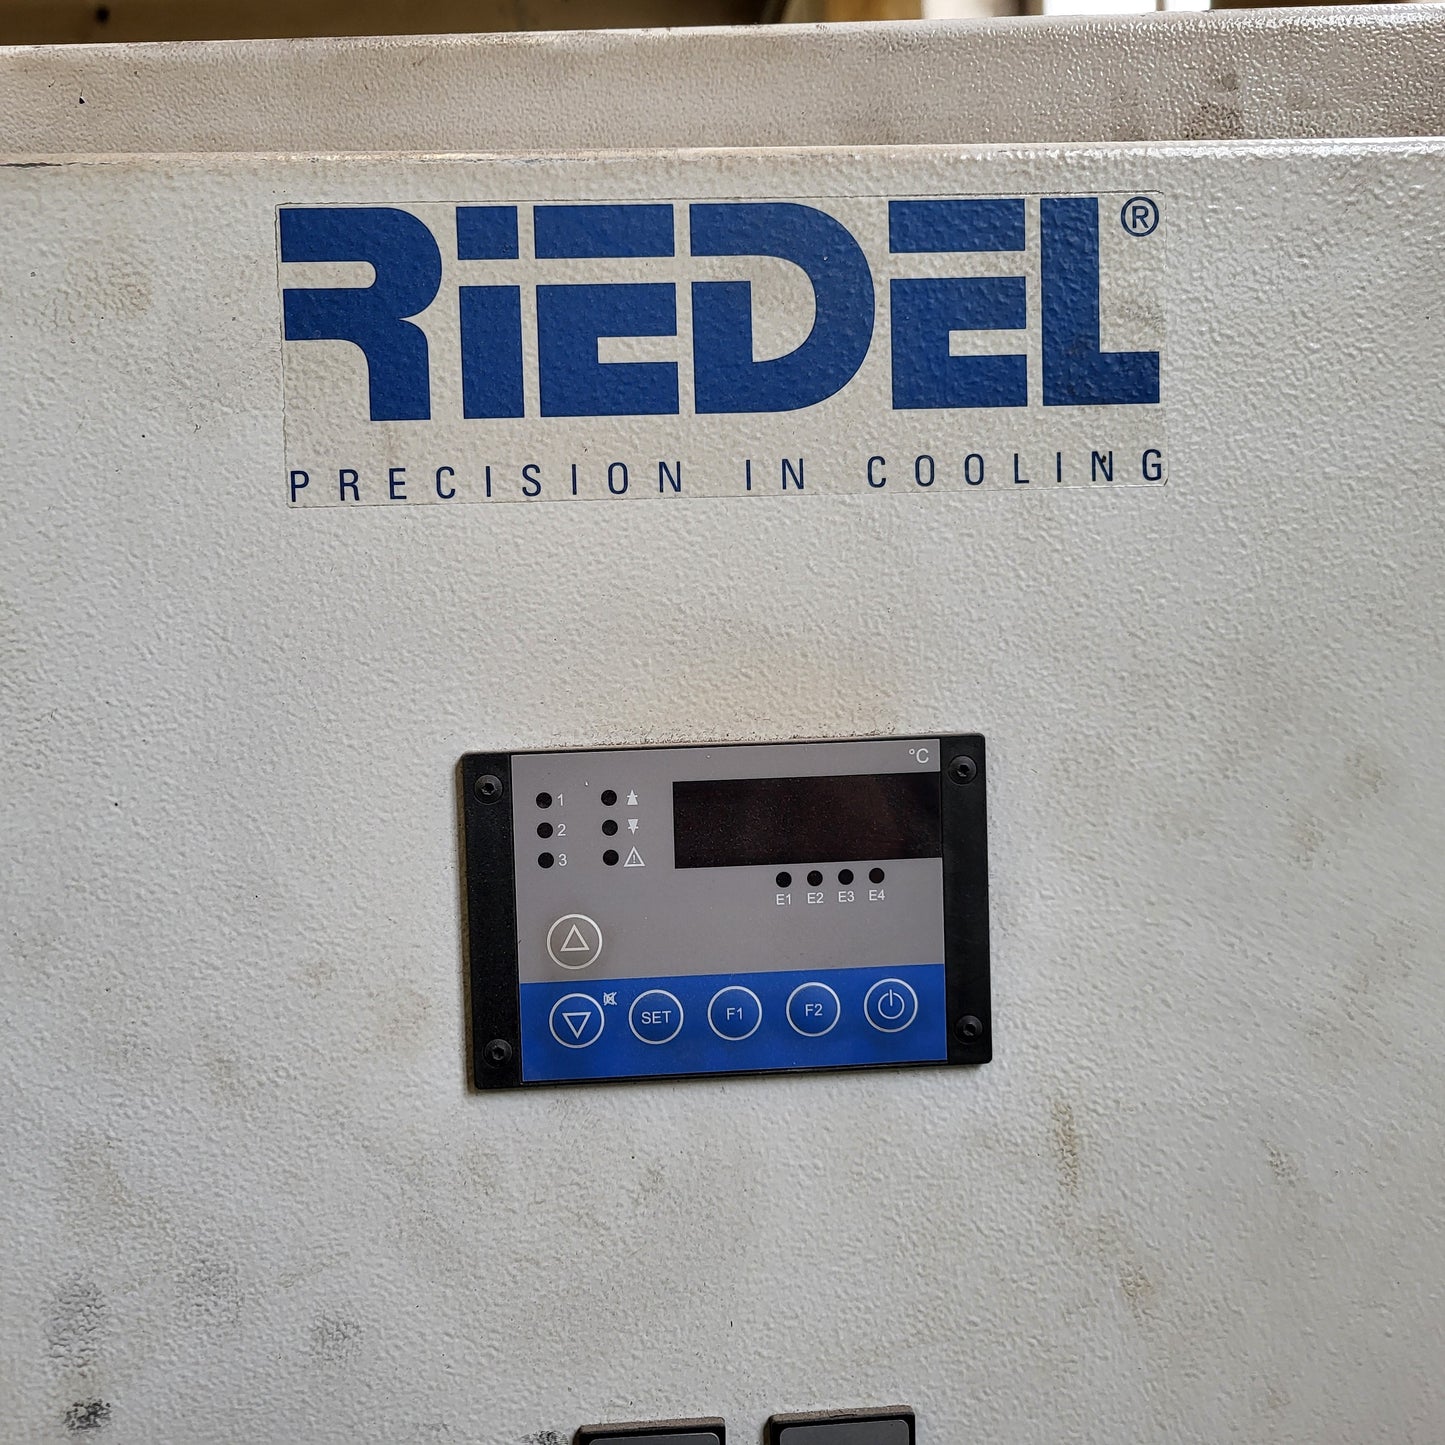 RIEDEL®
PRECISION IN COOLING
°C
1
2
3
E1 E2 E3 E4
SET F1 F2